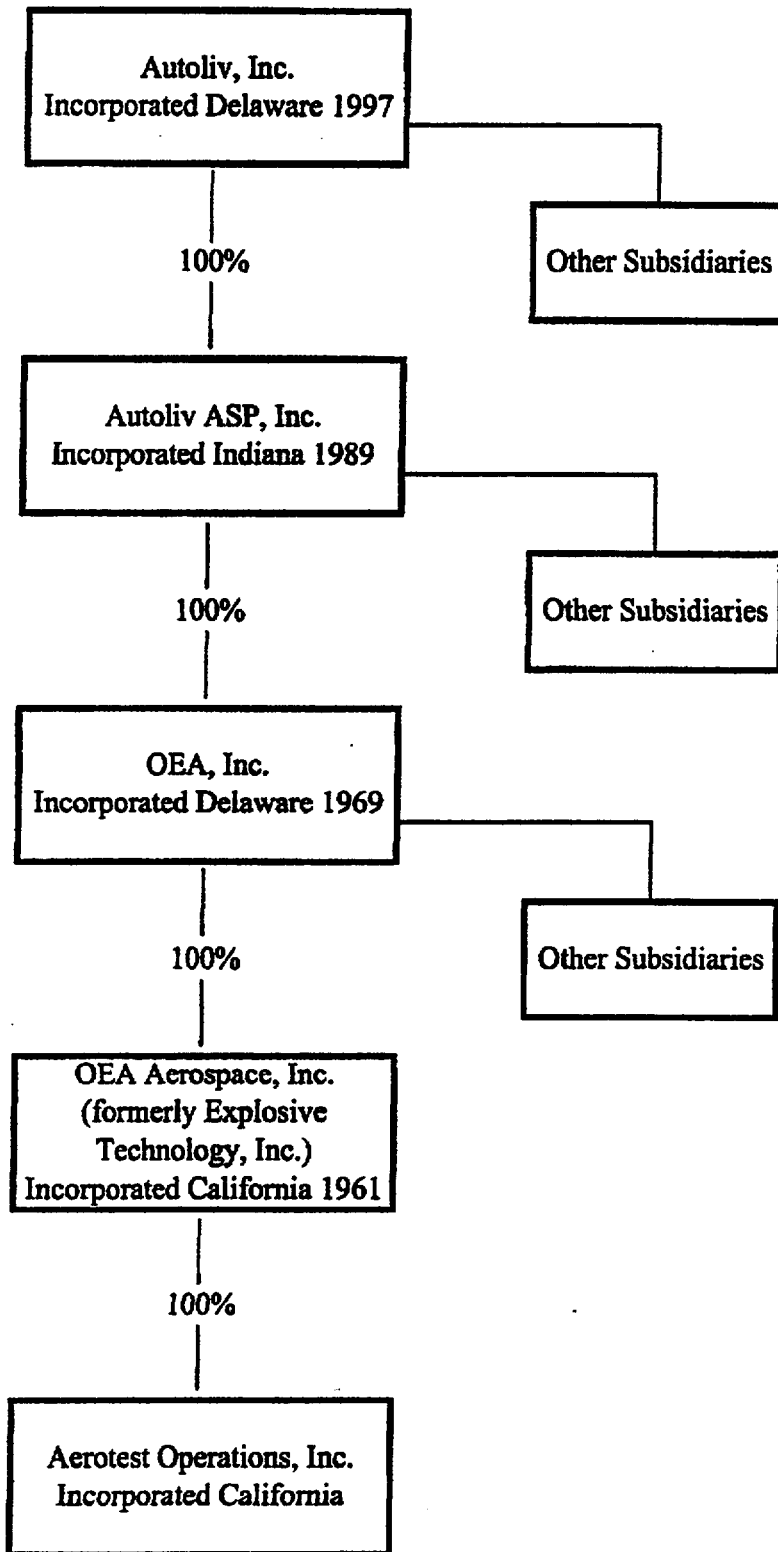 Autoliv, Inc.
Incorporated Delaware 1997
Other Subsidiaries
100%
Autoliv ASP, Inc.
Incorporated Indiana 1989
Other Subsidiaries
100%
OEA, Inc.
Incorporated Delaware 1969
Other Subsidiaries
100%
OEA Aerospace, Inc.
(formerly Explosive
Technology, Inc.)
Incorporated California 1961
100%
Aerotest Operations, Inc.
Incorporated California